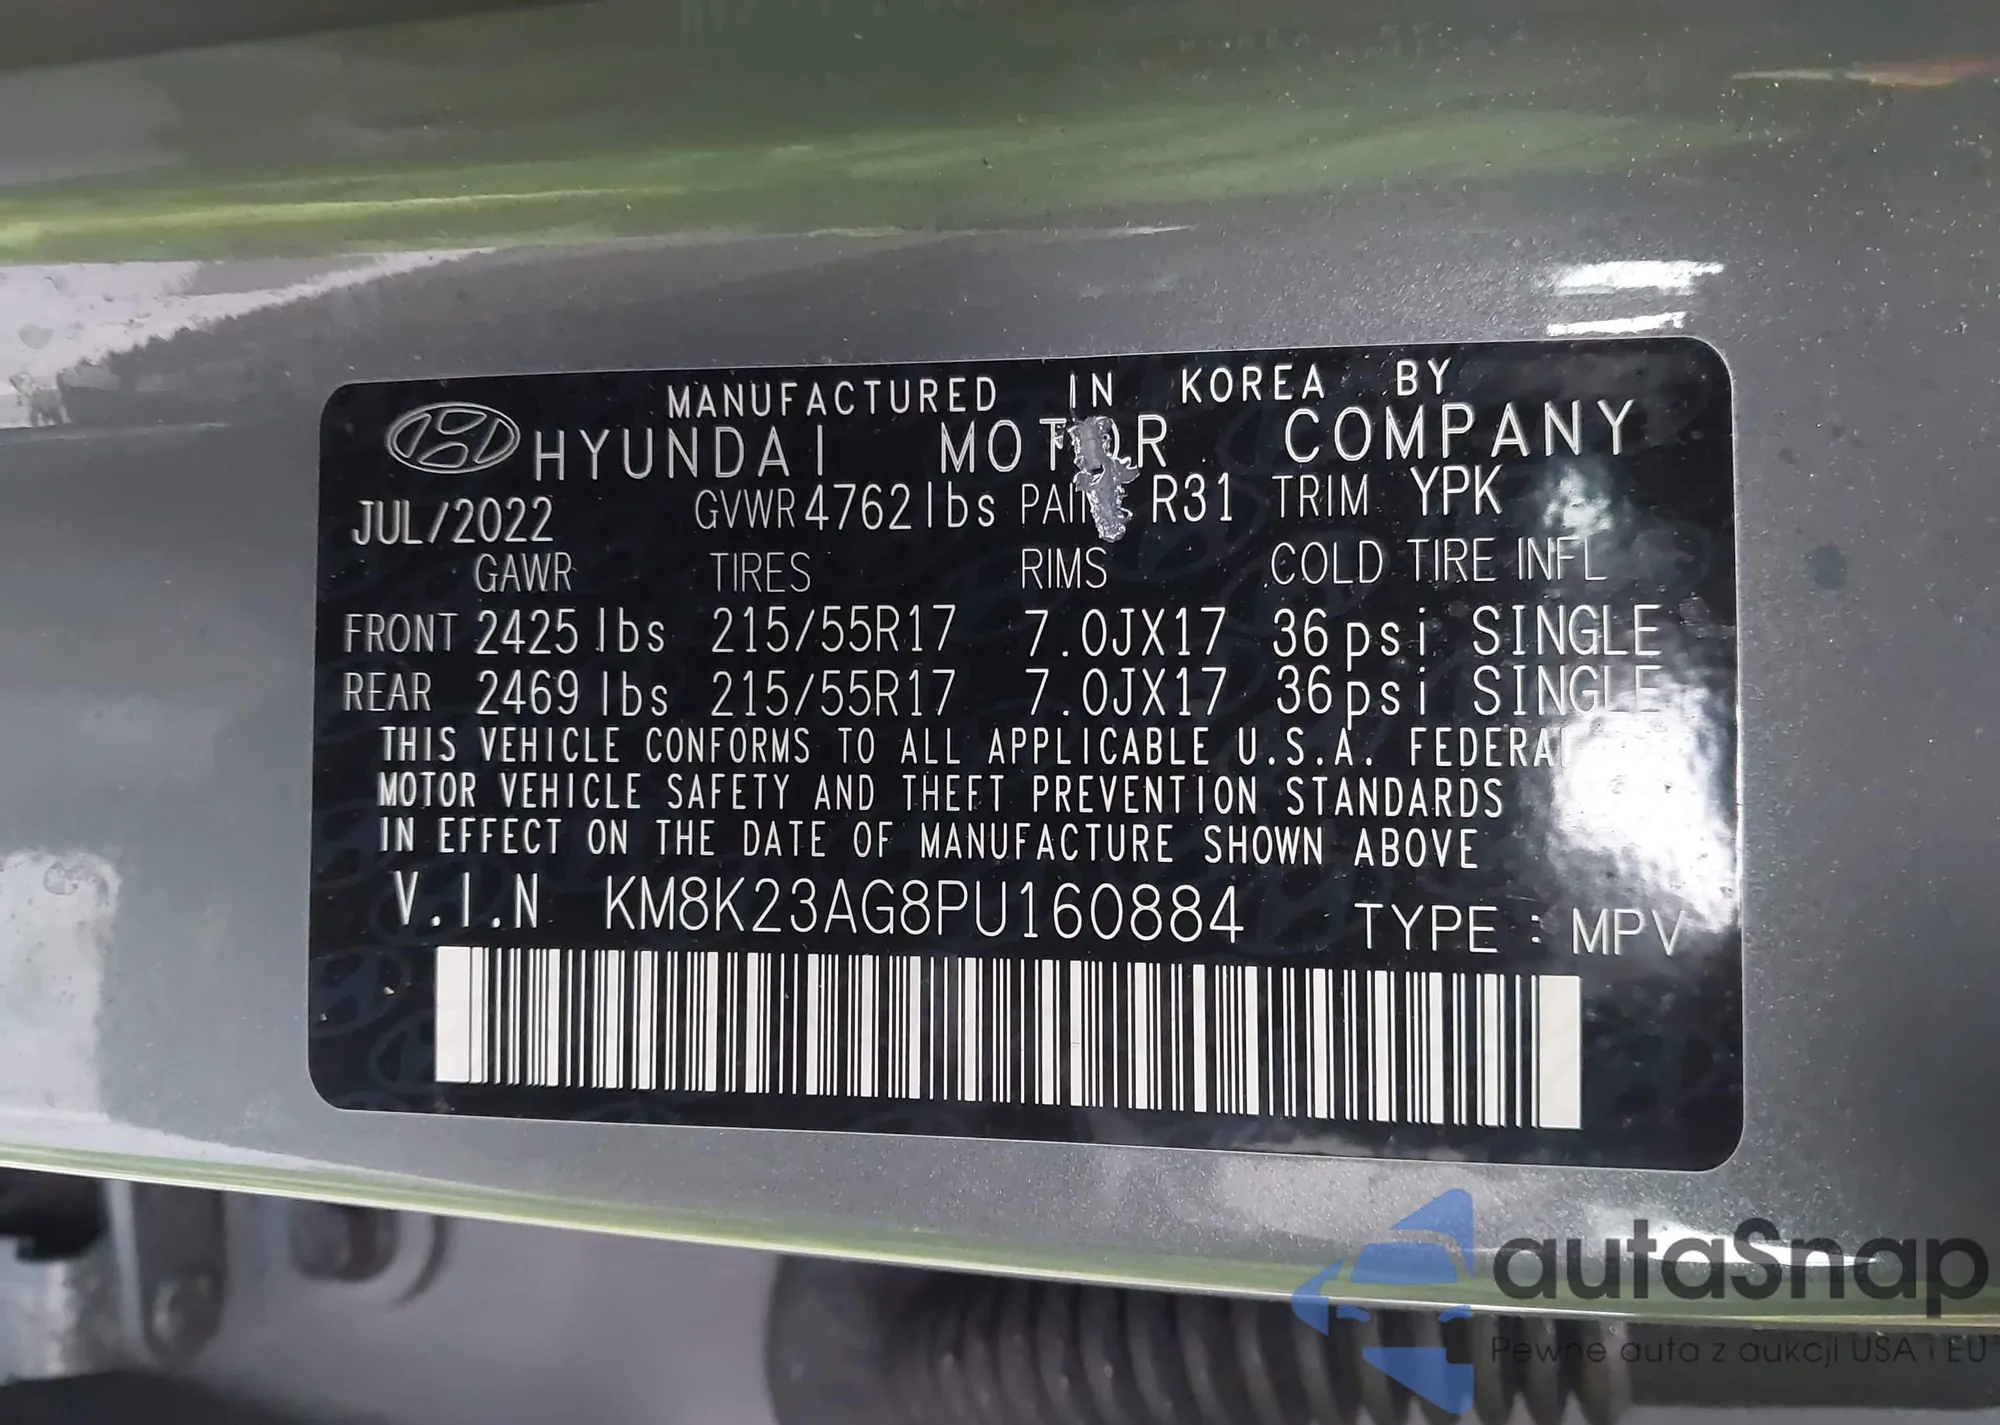 MANUFACTURED IN KOREA BY
HYUNDAI MOTOR COMPANY
JUL/2022 GVWR 4762lbs PAINT R31 TRIM YPK
GAWR TIRES RIMS COLD TIRE INFL
FRONT 2425lbs 215/55R17 7.0JX17 36psi SINGLE
REAR 2469lbs 215/55R17 7.0JX17 36psi SINGLE
THIS VEHICLE CONFORMS TO ALL APPLICABLE U.S.A. FEDERAL
MOTOR VEHICLE SAFETY AND THEFT PREVENTION STANDARDS
IN EFFECT ON THE DATE OF MANUFACTURE SHOWN ABOVE
V.I.N KM8K23AG8PU160884 TYPE : MPV
autaSnap
Pewne auta z aukcji USA i EU